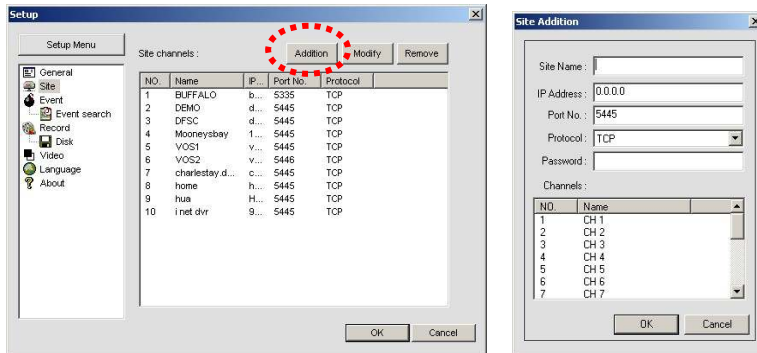 Setup
Setup Menu
General
Site
Event
Event search
Record
Disk
Video
Language
About
Site channels :
Addition Modify Remove
NO. Name IP... Port No. Protocol
1 BUFFALO b... 5335 TCP
2 DEMO d... 5445 TCP
3 DFSC d... 5445 TCP
4 Mooneysbay 1... 5445 TCP
5 VOS1 v... 5445 TCP
6 VOS2 v... 5446 TCP
7 charlestay.d... c... 5445 TCP
8 home h... 5445 TCP
9 hua H... 5445 TCP
10 i net dvr 9... 5445 TCP
OK Cancel
Site Addition
Site Name :
IP Address : 0.0.0.0
Port No. : 5445
Protocol : TCP
Password :
Channels :
NO. Name
1 CH 1
2 CH 2
3 CH 3
4 CH 4
5 CH 5
6 CH 6
7 CH 7
OK Cancel